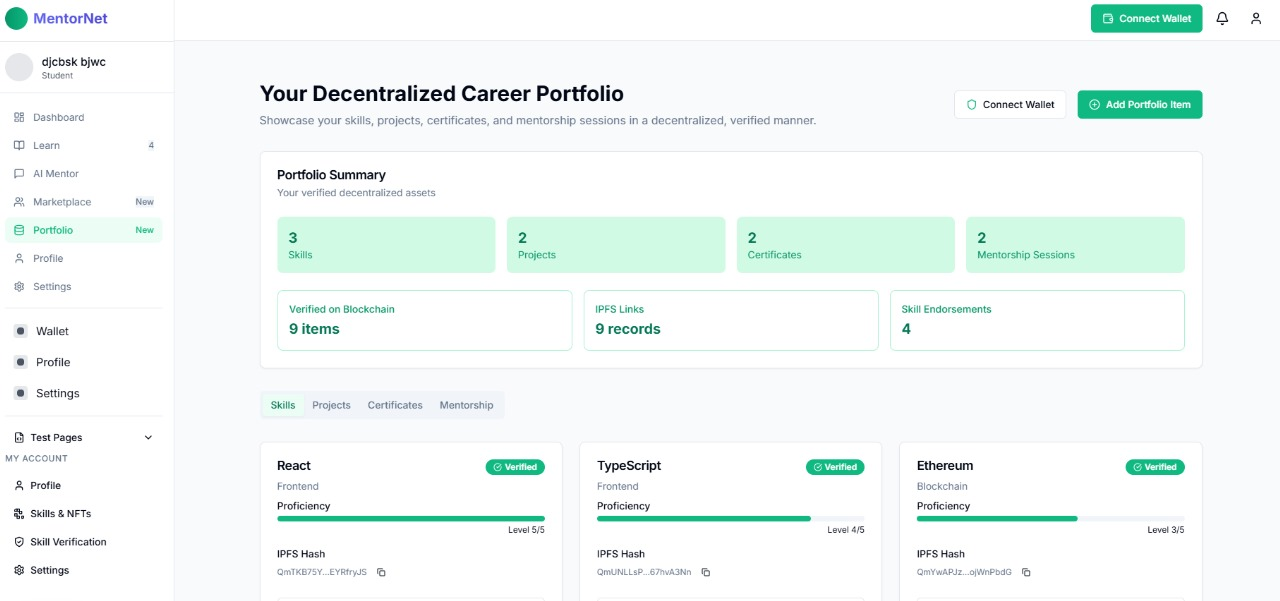 MentorNet
Connect Wallet
djcbsk bjwc
Student
Dashboard
Learn 4
AI Mentor
Marketplace New
Portfolio New
Profile
Settings
Wallet
Profile
Settings
Test Pages
MY ACCOUNT
Profile
Skills & NFTs
Skill Verification
Settings
Your Decentralized Career Portfolio
Showcase your skills, projects, certificates, and mentorship sessions in a decentralized, verified manner.
Connect Wallet
Add Portfolio Item
Portfolio Summary
Your verified decentralized assets
3
Skills
2
Projects
2
Certificates
2
Mentorship Sessions
Verified on Blockchain
9 items
IPFS Links
9 records
Skill Endorsements
4
Skills Projects Certificates Mentorship
React Verified
Frontend
Proficiency
Level 5/5
IPFS Hash
QmTKB75Y...EYRfryJS
TypeScript Verified
Frontend
Proficiency
Level 4/5
IPFS Hash
QmUNLLsP...67hvA3Nn
Ethereum Verified
Blockchain
Proficiency
Level 3/5
IPFS Hash
QmYwAPJz...ojWnPbdG